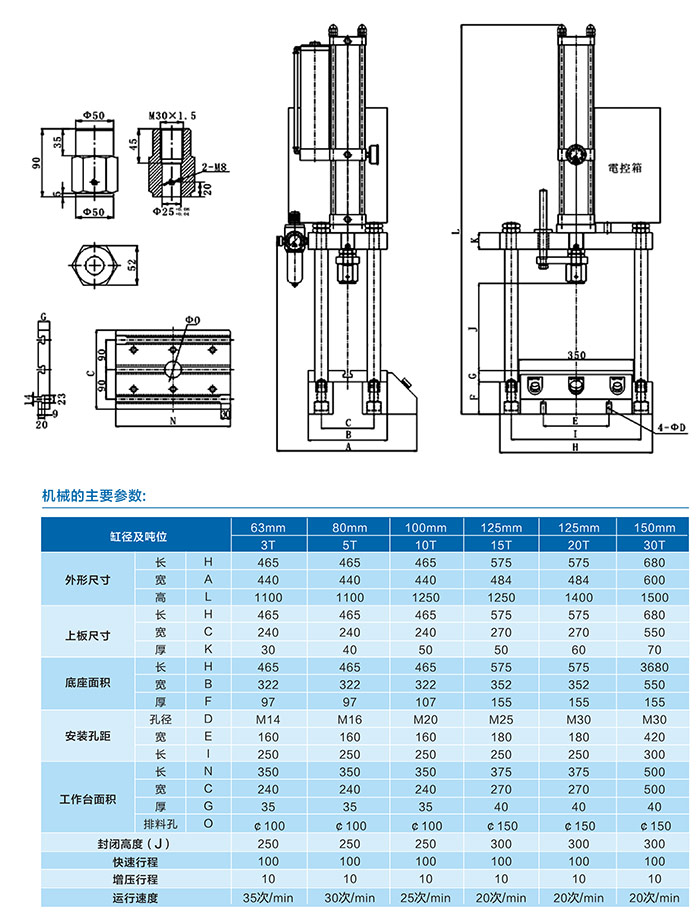 Φ50
M30×1.5
35
90
5
Φ50
45
2-M8
20
Φ25
52
G
ΦO
90
C
90
14
23
9
20
N
電控箱
L
K
J
G
F
350
C
B
A
E
I
H
4-ΦD
机械的主要参数:
缸径及吨位 63mm 80mm 100mm 125mm 125mm 150mm
3T 5T 10T 15T 20T 30T
外形尺寸 长 H 465 465 465 575 575 680
宽 A 440 440 440 484 484 600
高 L 1100 1100 1250 1250 1400 1500
上板尺寸 长 H 465 465 465 575 575 680
宽 C 240 240 240 270 270 550
厚 K 30 40 50 50 60 70
底座面积 长 H 465 465 465 575 575 3680
宽 B 322 322 322 352 352 550
厚 F 97 97 107 155 155 155
安装孔距 孔径 D M14 M16 M20 M25 M30 M30
宽 E 160 160 160 180 180 420
长 I 250 250 250 250 250 300
工作台面积 长 N 350 350 350 375 375 500
宽 C 240 240 240 270 270 500
厚 G 35 35 35 40 40 40
排料孔 O ¢100 ¢100 ¢100 ¢150 ¢150 ¢150
封闭高度(J) 250 250 250 300 300 300
快速行程 100 100 100 100 100 100
增压行程 10 10 10 10 10 10
运行速度 35次/min 30次/min 25次/min 20次/min 20次/min 20次/min